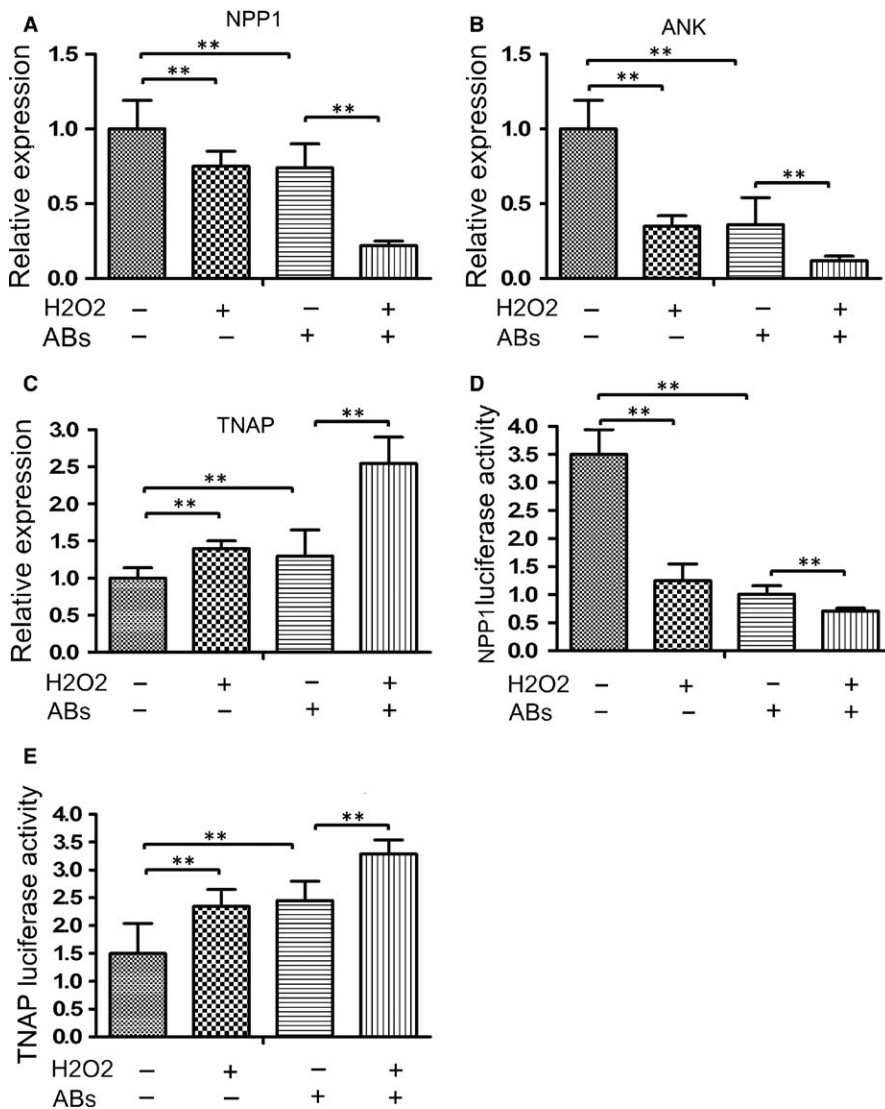 A NPP1
Relative expression
1.5
1.0
0.5
0.0
** **
**
H2O2 – + – +
ABs – – + +
B ANK
Relative expression
1.5
1.0
0.5
0.0
**
**
**
H2O2 – + – +
ABs – – + +
C TNAP
Relative expression
3.0
2.5
2.0
1.5
1.0
0.5
0.0
**
**
**
H2O2 – + – +
ABs – – + +
D
NPP1 luciferase activity
4.0
3.5
3.0
2.5
2.0
1.5
1.0
0.5
0.0
**
**
**
H2O2 – + – +
ABs – – + +
E
TNAP luciferase activity
4.0
3.5
3.0
2.5
2.0
1.5
1.0
0.5
0.0
**
**
**
H2O2 – + – +
ABs – – + +